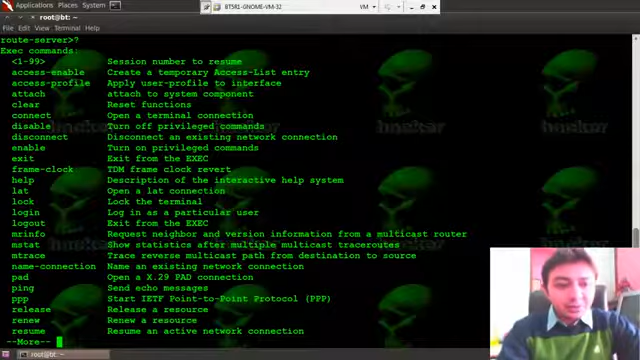 Applications Places System
BT5R1-GNOME-VM-32
VM
root@bt: ~
File Edit View Terminal Help
route-server>?
Exec commands:
<1-99> Session number to resume
access-enable Create a temporary Access-List entry
access-profile Apply user-profile to interface
attach attach to system component
clear Reset functions
connect Open a terminal connection
disable Turn off privileged commands
disconnect Disconnect an existing network connection
enable Turn on privileged commands
exit Exit from the EXEC
frame-clock TDM frame clock revert
help Description of the interactive help system
lat Open a lat connection
lock Lock the terminal
login Log in as a particular user
logout Exit from the EXEC
mrinfo Request neighbor and version information from a multicast router
mstat Show statistics after multiple multicast traceroutes
mtrace Trace reverse multicast path from destination to source
name-connection Name an existing network connection
pad Open a X.29 PAD connection
ping Send echo messages
ppp Start IETF Point-to-Point Protocol (PPP)
release Release a resource
renew Renew a resource
resume Resume an active network connection
--More--
root@bt: ~